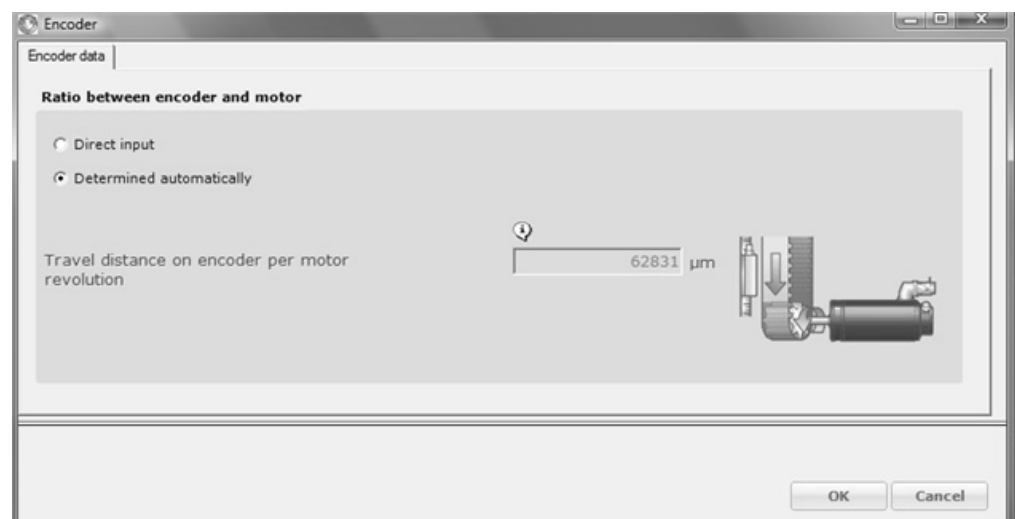 Encoder
Encoder data
Ratio between encoder and motor
Direct input
Determined automatically
Travel distance on encoder per motor
revolution
62831 µm
OK Cancel